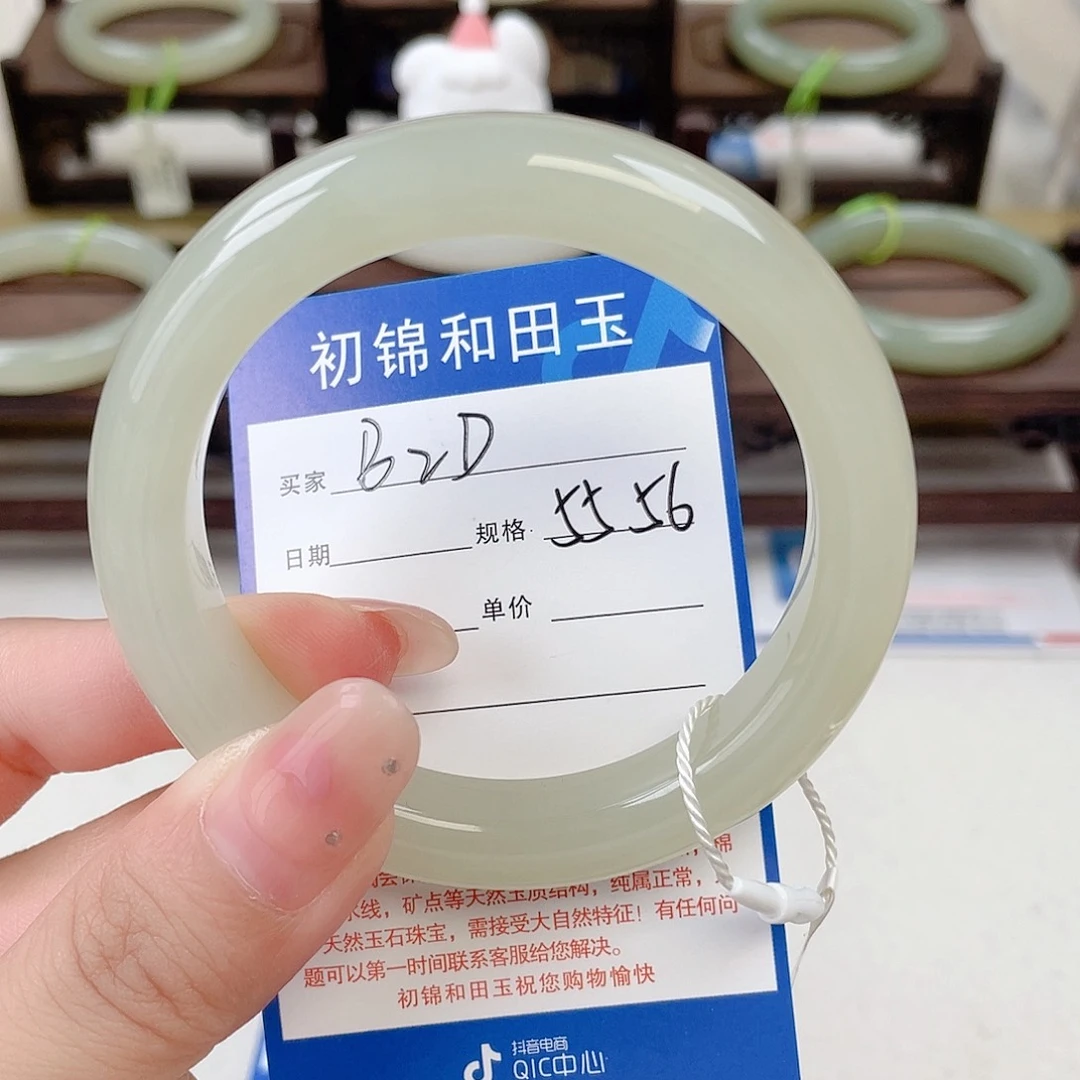 初锦和田玉
买家 B2D
日期 规格 55 56
单价
棉
水线，矿点等天然玉质结构，纯属正常，
天然玉石珠宝，需接受大自然特征！有任何问
题可以第一时间联系客服给您解决。
初锦和田玉祝您购物愉快
抖音电商
QIC中心